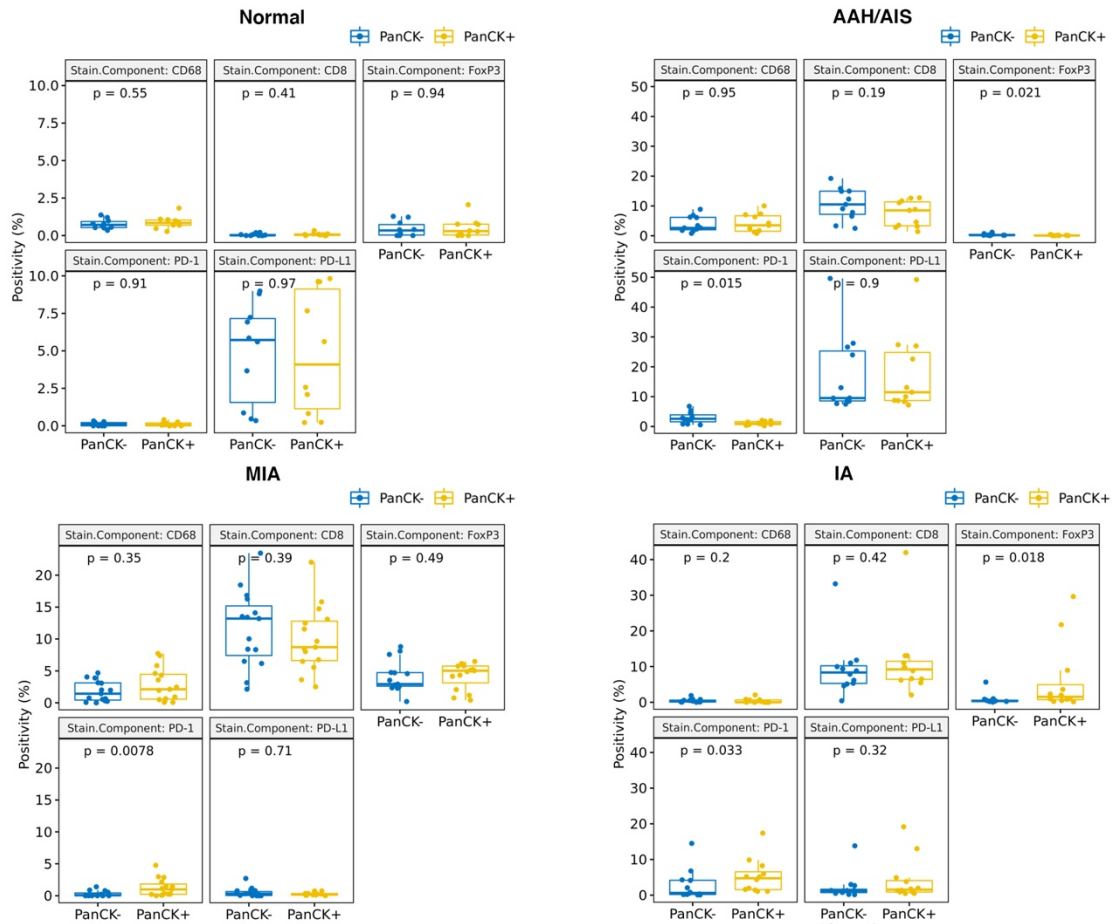 Normal
PanCK- PanCK+
Stain.Component: CD68 Stain.Component: CD8 Stain.Component: FoxP3
p = 0.55 p = 0.41 p = 0.94
10.0
7.5
5.0
2.5
0.0
PanCK- PanCK+
Stain.Component: PD-1 Stain.Component: PD-L1
p = 0.91 p = 0.97
10.0
7.5
5.0
2.5
0.0
PanCK- PanCK+ PanCK- PanCK+
Positivity (%)
AAH/AIS
PanCK- PanCK+
Stain.Component: CD68 Stain.Component: CD8 Stain.Component: FoxP3
p = 0.95 p = 0.19 p = 0.021
50
40
30
20
10
0
PanCK- PanCK+
Stain.Component: PD-1 Stain.Component: PD-L1
p = 0.015 p = 0.9
50
40
30
20
10
0
PanCK- PanCK+ PanCK- PanCK+
Positivity (%)
MIA
PanCK- PanCK+
Stain.Component: CD68 Stain.Component: CD8 Stain.Component: FoxP3
p = 0.35 p = 0.39 p = 0.49
20
15
10
5
0
PanCK- PanCK+
Stain.Component: PD-1 Stain.Component: PD-L1
p = 0.0078 p = 0.71
20
15
10
5
0
PanCK- PanCK+ PanCK- PanCK+
Positivity (%)
IA
PanCK- PanCK+
Stain.Component: CD68 Stain.Component: CD8 Stain.Component: FoxP3
p = 0.2 p = 0.42 p = 0.018
40
30
20
10
0
PanCK- PanCK+
Stain.Component: PD-1 Stain.Component: PD-L1
p = 0.033 p = 0.32
40
30
20
10
0
PanCK- PanCK+ PanCK- PanCK+
Positivity (%)